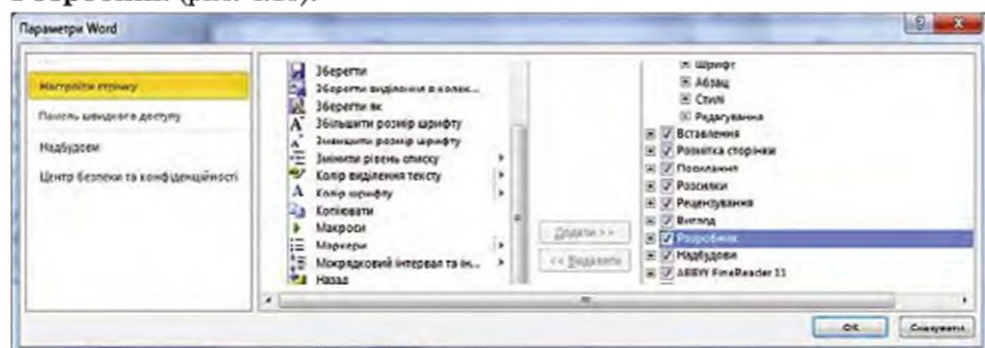 Розробник (рис. 4.10).
Параметри Word
Настроїти стрічку
Панель швидкого доступу
Надбудови
Центр безпеки та конфіденційності
Зберегти
Зберегти виділення в колек...
Зберегти як
Збільшити розмір шрифту
Зменшити розмір шрифту
Змінити рівень списку
Колір виділення тексту
Колір шрифту
Копіювати
Макроси
Маркери
Міжрядковий інтервал та ін...
Назад
Додати >>
<< Видалити
Шрифт
Абзац
Стилі
Редагування
Вставлення
Розмітка сторінки
Посилання
Розсилки
Рецензування
Вигляд
Розробник
Надбудови
ABBYY FineReader 11
ОК
Скасувати